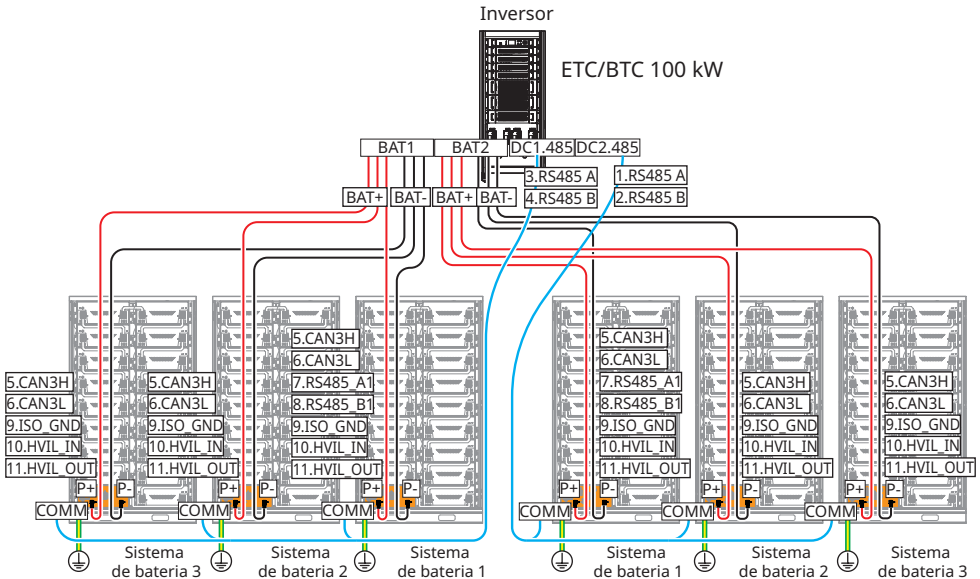 Inversor
ETC/BTC 100 kW
BAT1
BAT2
DC1.485
DC2.485
3.RS485 A
4.RS485 B
1.RS485 A
2.RS485 B
BAT+
BAT-
BAT+
BAT-
5.CAN3H
6.CAN3L
9.ISO_GND
10.HVIL_IN
11.HVIL_OUT
P+
P-
COMM
Sistema
de bateria 3
5.CAN3H
6.CAN3L
9.ISO_GND
10.HVIL_IN
11.HVIL_OUT
P+
P-
COMM
Sistema
de bateria 2
5.CAN3H
6.CAN3L
7.RS485_A1
8.RS485_B1
9.ISO_GND
10.HVIL_IN
11.HVIL_OUT
P+
P-
COMM
Sistema
de bateria 1
5.CAN3H
6.CAN3L
7.RS485_A1
8.RS485_B1
9.ISO_GND
10.HVIL_IN
11.HVIL_OUT
P+
P-
COMM
Sistema
de bateria 1
5.CAN3H
6.CAN3L
9.ISO_GND
10.HVIL_IN
11.HVIL_OUT
P+
P-
COMM
Sistema
de bateria 2
5.CAN3H
6.CAN3L
9.ISO_GND
10.HVIL_IN
11.HVIL_OUT
P+
P-
COMM
Sistema
de bateria 3